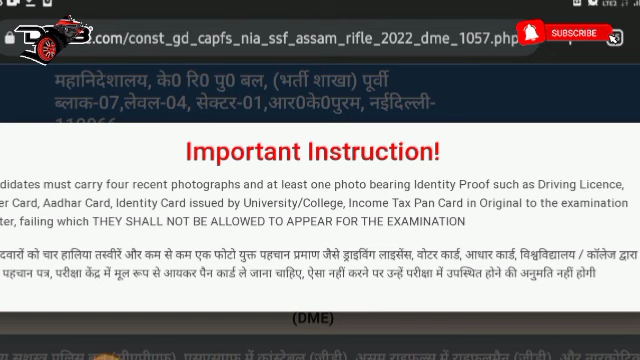 LTE2
e.com/const_gd_capfs_nia_ssf_assam_rifle_2022_dme_1057.php
SUBSCRIBE
महानिदेशालय, के0 रि0 पु0 बल, (भर्ती शाखा) पूर्वी
ब्लाक-07,लेवल-04, सेक्टर-01,आर0के0पुरम, नईदिल्ली-
Important Instruction!
didates must carry four recent photographs and at least one photo bearing Identity Proof such as Driving Licence,
er Card, Aadhar Card, Identity Card issued by University/College, Income Tax Pan Card in Original to the examination
ter, failing which THEY SHALL NOT BE ALLOWED TO APPEAR FOR THE EXAMINATION
दवारों को चार हालिया तस्वीरें और कम से कम एक फोटो युक्त पहचान प्रमाण जैसे ड्राइविंग लाइसेंस, वोटर कार्ड, आधार कार्ड, विश्वविद्यालय / कॉलेज द्वारा
पहचान पत्र, परीक्षा केंद्र में मूल रूप से आयकर पैन कार्ड ले जाना चाहिए, ऐसा नहीं करने पर उन्हें परीक्षा में उपस्थित होने की अनुमति नहीं होगी
(DME)